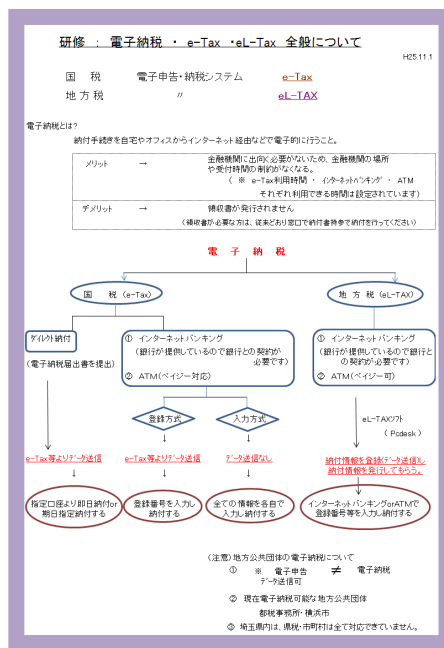 研修 : 電子納税 ・ e-Tax ・eL-Tax 全般について
H25.11.1
国 税 電子申告・納税システム e-Tax
地方税 〃 eL-TAX
電子納税とは?
納付手続きを自宅やオフィスからインターネット経由などで電子的に行うこと。
メリット → 金融機関に出向く必要がないため、金融機関の場所
や受付時間の制約がなくなる。
( ※ e-Tax利用時間 ・ インターネットバンキング ・ ATM
それぞれ利用できる時間は設定されています)
デメリット → 領収書が発行されません
(領収書が必要な方は、従来どおり窓口で納付書持参で納付を行ってください)
電 子 納 税
国 税 (e-Tax)
地 方 税 (eL-TAX)
ダイレクト納付
(電子納税届出書を提出)
① インターネットバンキング
(銀行が提供しているので銀行との契約が
必要です)
② ATM(ペイジー対応)
① インターネットバンキング
(銀行が提供しているので銀行と
の契約が必要です)
② ATM(ペイジー可)
登録方式
入力方式
eL-TAXソフト
( Pcdesk )
e-Tax等よりデータ送信
e-Tax等よりデータ送信
データ送信なし
納付情報を登録(データ送信)し
納付情報を発行してもらう。
指定口座より即日納付or
期日指定納付する
登録番号を入力し
納付する
全ての情報を各自で
入力し納付する
インターネットバンキングorATMで
登録番号等を入力し納付する
(注意)地方公共団体の電子納税について
① ※ 電子申告 ≠ 電子納税
データ送信可
② 現在電子納税可能な地方公共団体
都税事務所・横浜市
③ 埼玉県内は、県税・市町村は全て対応できていません。